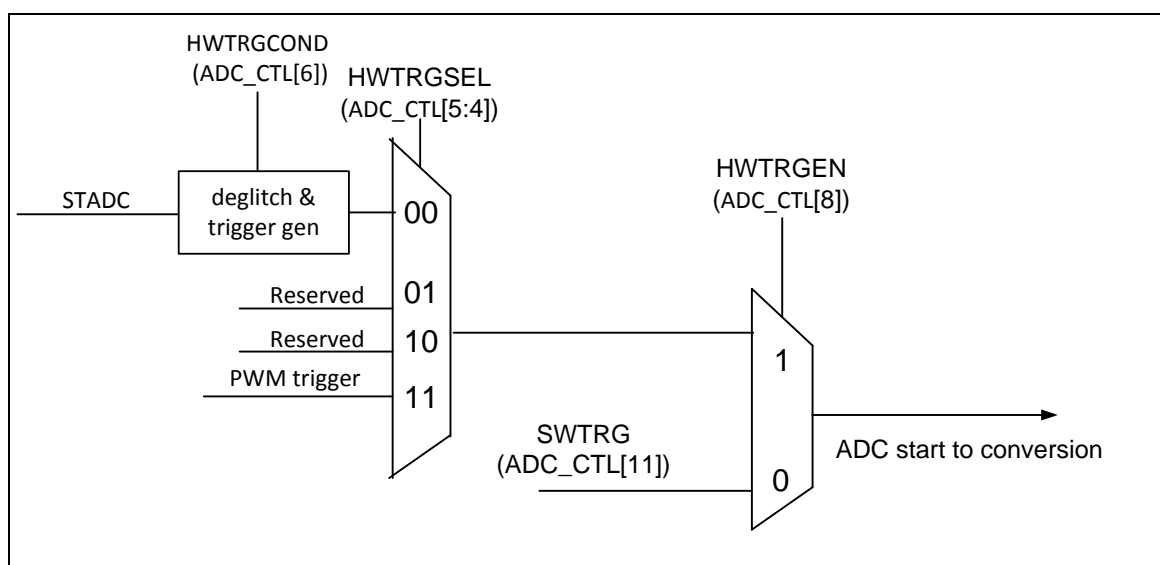 HWTRGCOND
(ADC_CTL[6])
HWTRGSEL
(ADC_CTL[5:4])
STADC
deglitch &
trigger gen
00
HWTRGEN
(ADC_CTL[8])
Reserved
01
Reserved
10
PWM trigger
11
1
SWTRG
(ADC_CTL[11])
0
ADC start to conversion